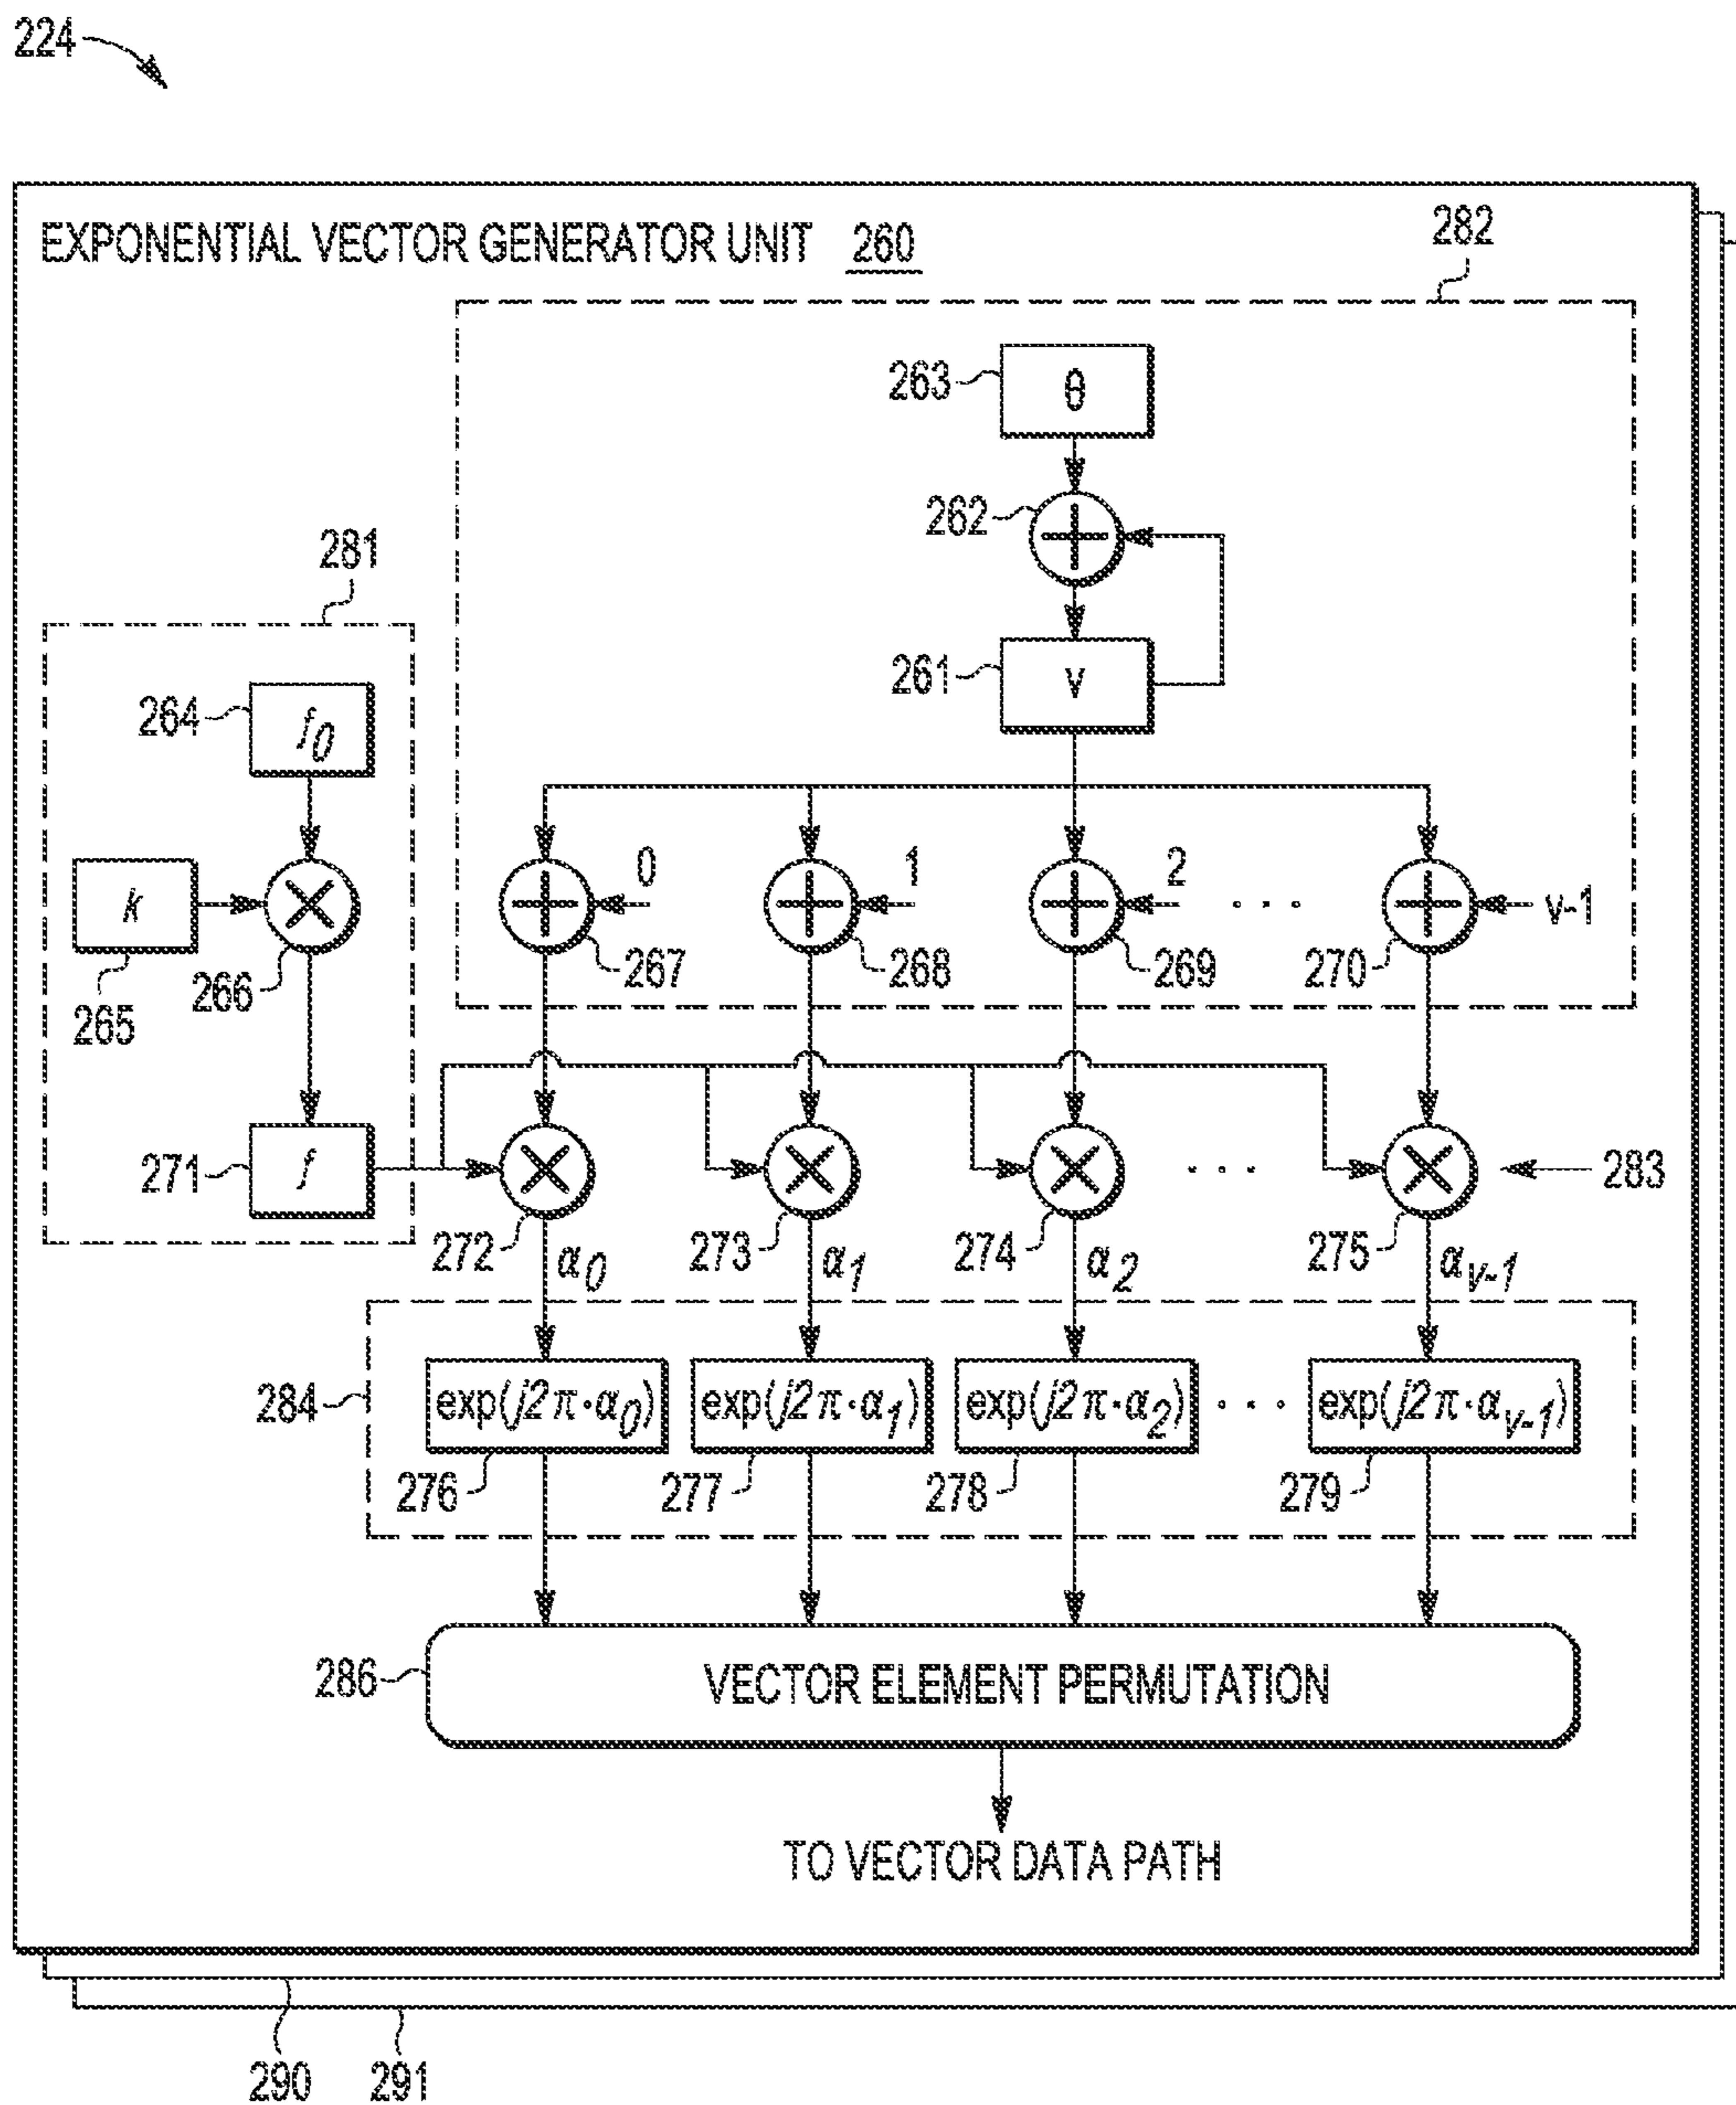 224
EXPONENTIAL VECTOR GENERATOR UNIT 260
282
263
θ
262
281
261
v
264
f0
0
1
2
. . .
v-1
k
267
268
269
270
266
265
271
f
. . .
283
272
273
274
275
α0
α1
α2
αv-1
284
exp(j2π·α0)
exp(j2π·α1)
exp(j2π·α2)
. . .
exp(j2π·αv-1)
276
277
278
279
286
VECTOR ELEMENT PERMUTATION
TO VECTOR DATA PATH
290
291